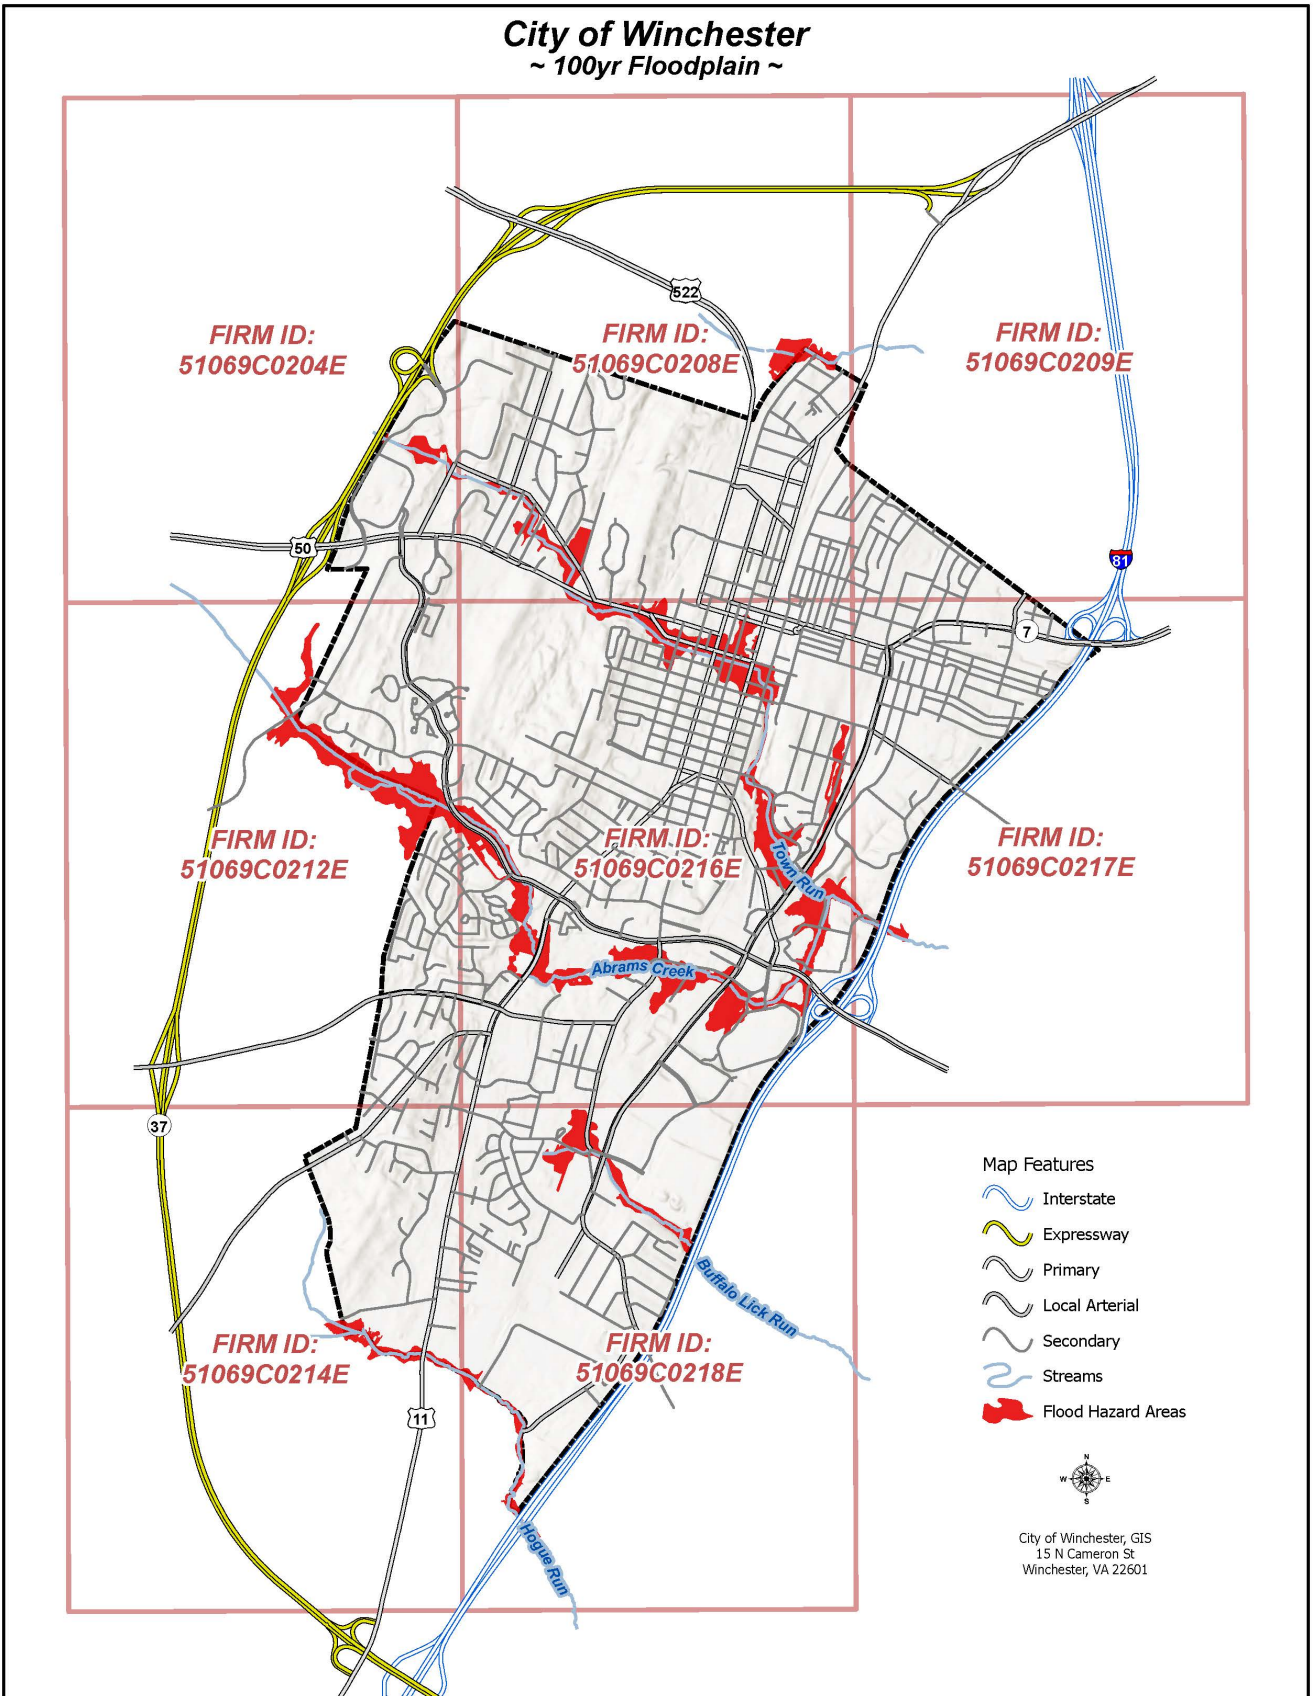 City of Winchester
~ 100yr Floodplain ~
522
FIRM ID:
51069C0204E
FIRM ID:
51069C0208E
FIRM ID:
51069C0209E
50
81
7
FIRM ID:
51069C0212E
FIRM ID:
51069C0216E
FIRM ID:
51069C0217E
Town Run
Abrams Creek
37
Buffalo Lick Run
FIRM ID:
51069C0214E
FIRM ID:
51069C0218E
11
Hogue Run
Map Features
Interstate
Expressway
Primary
Local Arterial
Secondary
Streams
Flood Hazard Areas
N
W E
S
City of Winchester, GIS
15 N Cameron St
Winchester, VA 22601